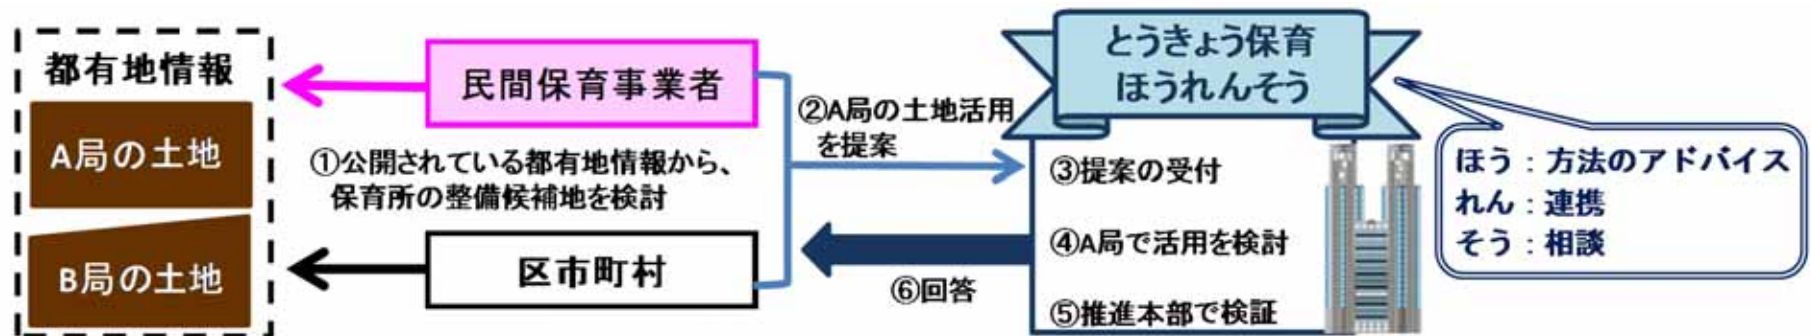 都有地情報
A局の土地
B局の土地
民間保育事業者
①公開されている都有地情報から、
保育所の整備候補地を検討
区市町村
②A局の土地活用
を提案
⑥回答
とうきょう保育
ほうれんそう
③提案の受付
④A局で活用を検討
⑤推進本部で検証
ほう：方法のアドバイス
れん：連携
そう：相談